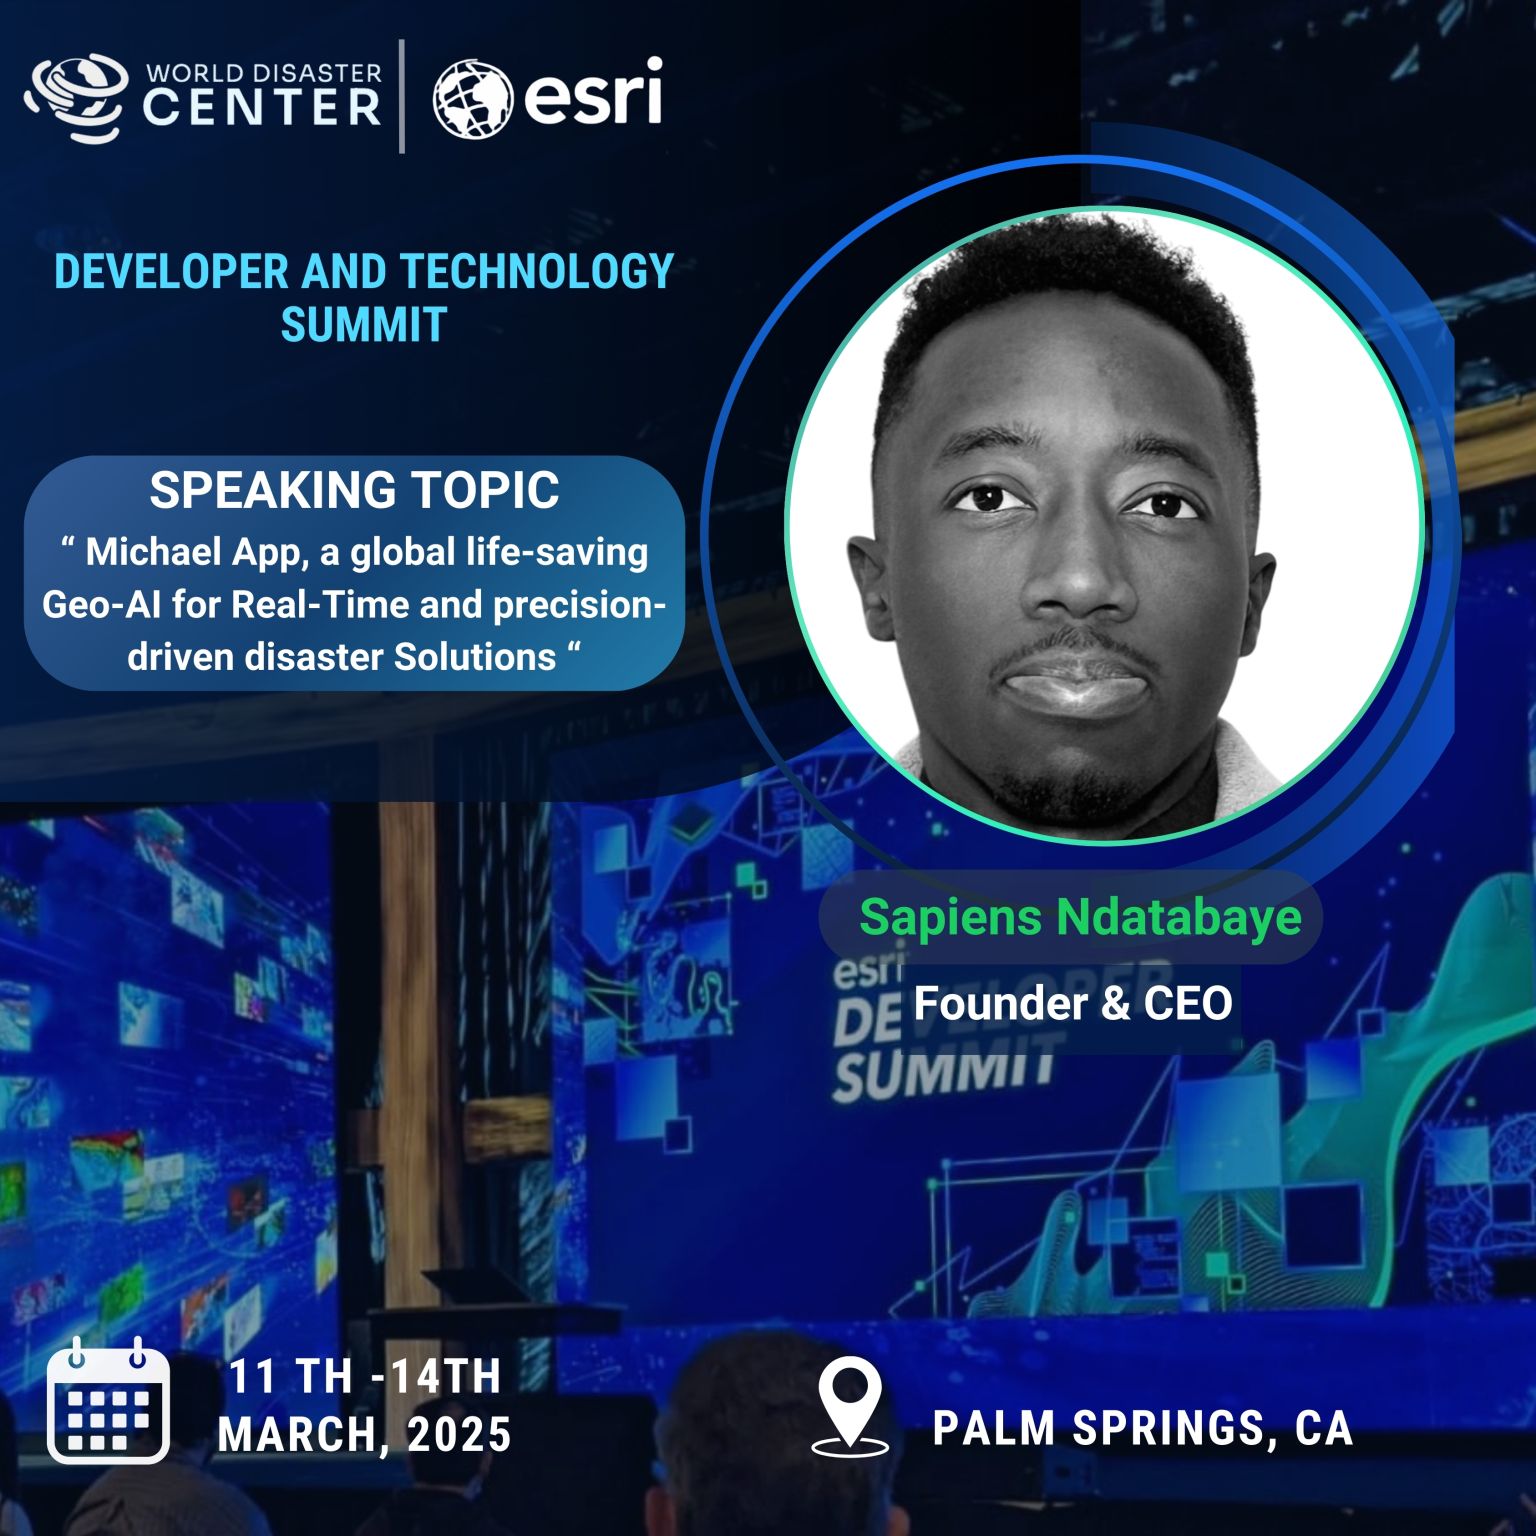 WORLD DISASTER
CENTER
esri
DEVELOPER AND TECHNOLOGY
SUMMIT
SPEAKING TOPIC
“ Michael App, a global life-saving
Geo-AI for Real-Time and precision-
driven disaster Solutions “
Sapiens Ndatabaye
Founder & CEO
esri
DEVELOPER
SUMMIT
11 TH -14TH
MARCH, 2025
PALM SPRINGS, CA